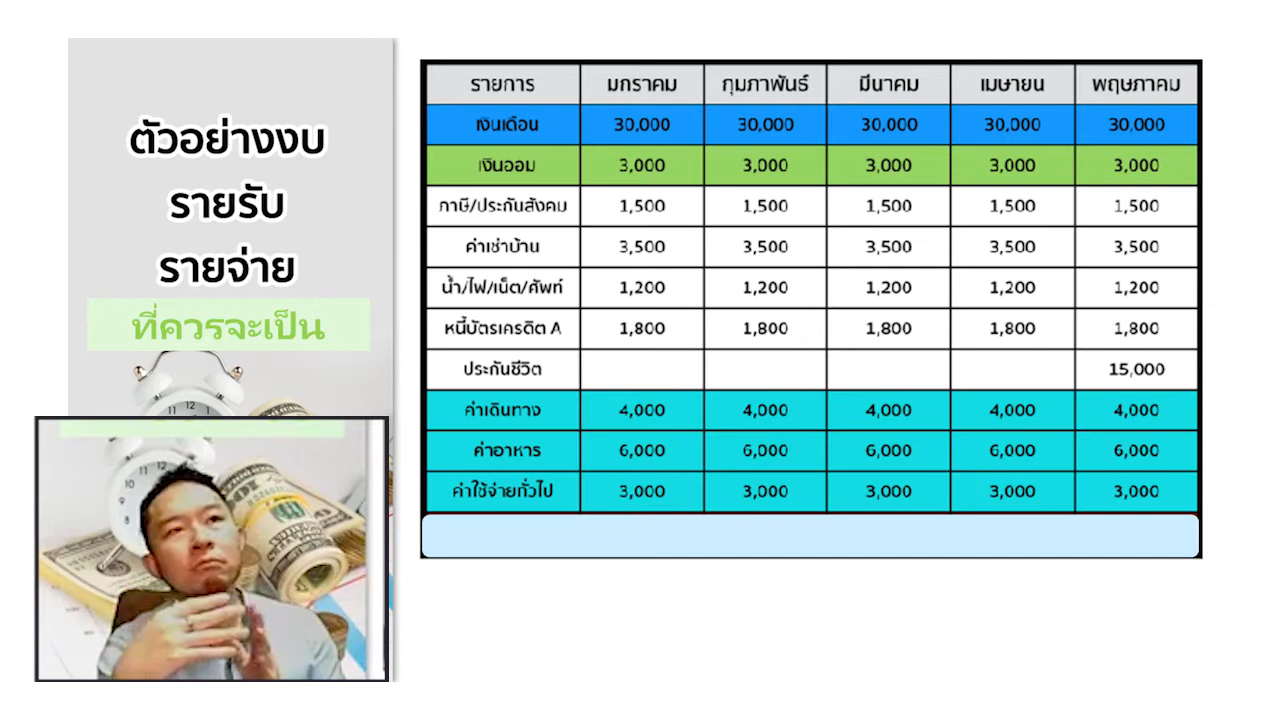 ตัวอย่างงบ
รายรับ
รายจ่าย
ที่ควรจะเป็น
รายการ มกราคม กุมภาพันธ์ มีนาคม เมษายน พฤษภาคม
เงินเดือน 30,000 30,000 30,000 30,000 30,000
เงินออม 3,000 3,000 3,000 3,000 3,000
ภาษี/ประกันสังคม 1,500 1,500 1,500 1,500 1,500
ค่าเช่าบ้าน 3,500 3,500 3,500 3,500 3,500
น้ำ/ไฟ/เน็ต/ศัพท์ 1,200 1,200 1,200 1,200 1,200
หนี้บัตรเครดิต A 1,800 1,800 1,800 1,800 1,800
ประกันชีวิต 15,000
ค่าเดินทาง 4,000 4,000 4,000 4,000 4,000
ค่าอาหาร 6,000 6,000 6,000 6,000 6,000
ค่าใช้จ่ายทั่วไป 3,000 3,000 3,000 3,000 3,000
11 12 1
11 12
10
9
8